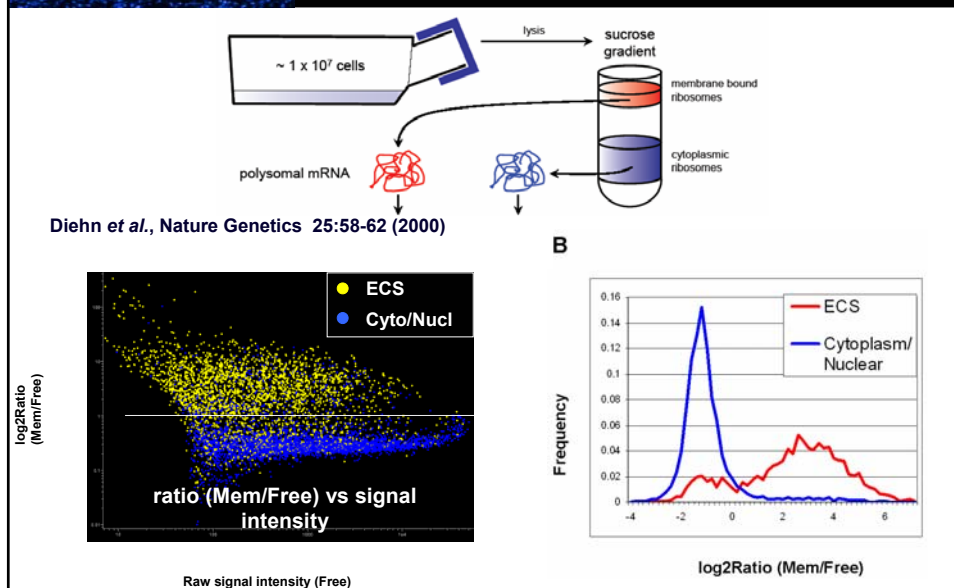 lysis
sucrose
gradient
~ 1 x 10⁷ cells
membrane bound
ribosomes
polysomal mRNA
cytoplasmic
ribosomes
Diehn et al., Nature Genetics 25:58-62 (2000)
ECS
Cyto/Nucl
log2Ratio
(Mem/Free)
ratio (Mem/Free) vs signal
intensity
Raw signal intensity (Free)
B
0.16
0.14
0.12
0.1
0.08
0.06
0.04
0.02
0
Frequency
ECS
Cytoplasm/
Nuclear
-4 -2 0 2 4 6
log2Ratio (Mem/Free)